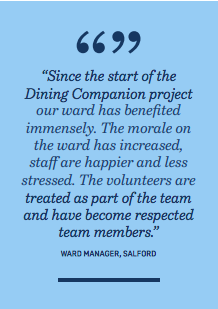 “Since the start of the
Dining Companion project
our ward has benefited
immensely. The morale on
the ward has increased,
staff are happier and less
stressed. The volunteers are
treated as part of the team
and have become respected
team members.”
WARD MANAGER, SALFORD